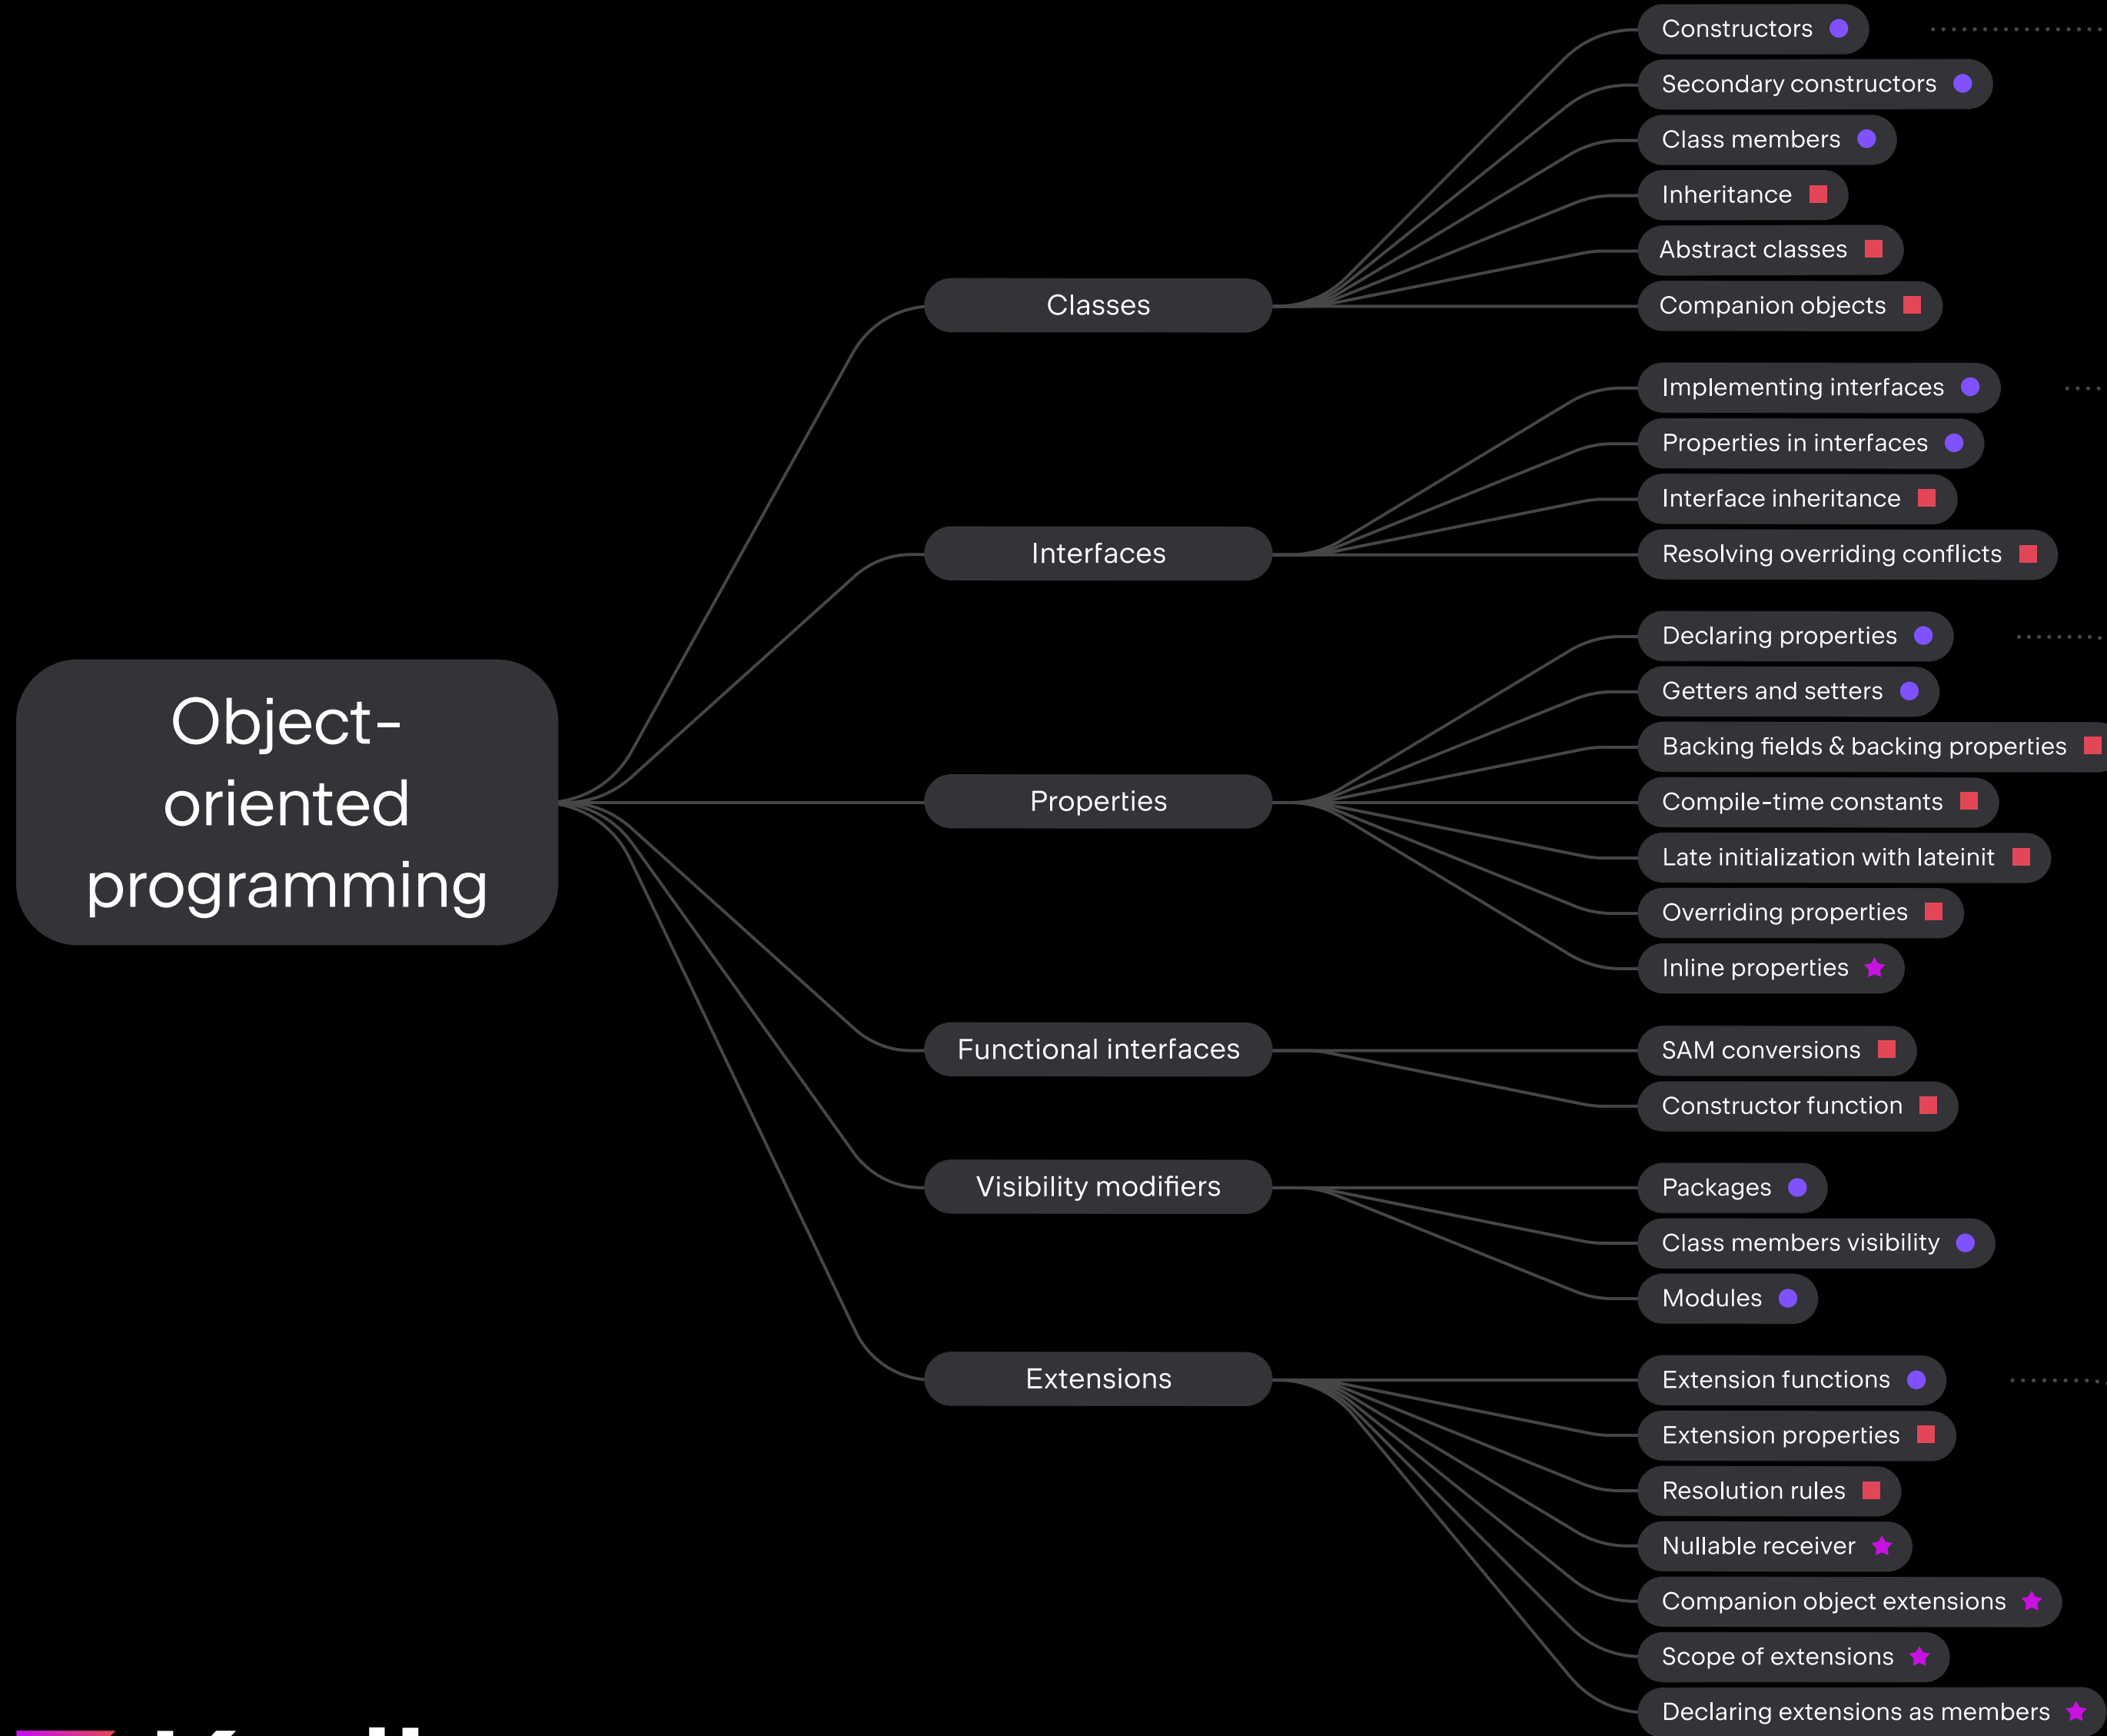 Object-
oriented
programming
Classes
Constructors
Secondary constructors
Class members
Inheritance
Abstract classes
Companion objects
Interfaces
Implementing interfaces
Properties in interfaces
Interface inheritance
Resolving overriding conflicts
Properties
Declaring properties
Getters and setters
Backing fields & backing properties
Compile-time constants
Late initialization with lateinit
Overriding properties
Inline properties
Functional interfaces
SAM conversions
Constructor function
Visibility modifiers
Packages
Class members visibility
Modules
Extensions
Extension functions
Extension properties
Resolution rules
Nullable receiver
Companion object extensions
Scope of extensions
Declaring extensions as members